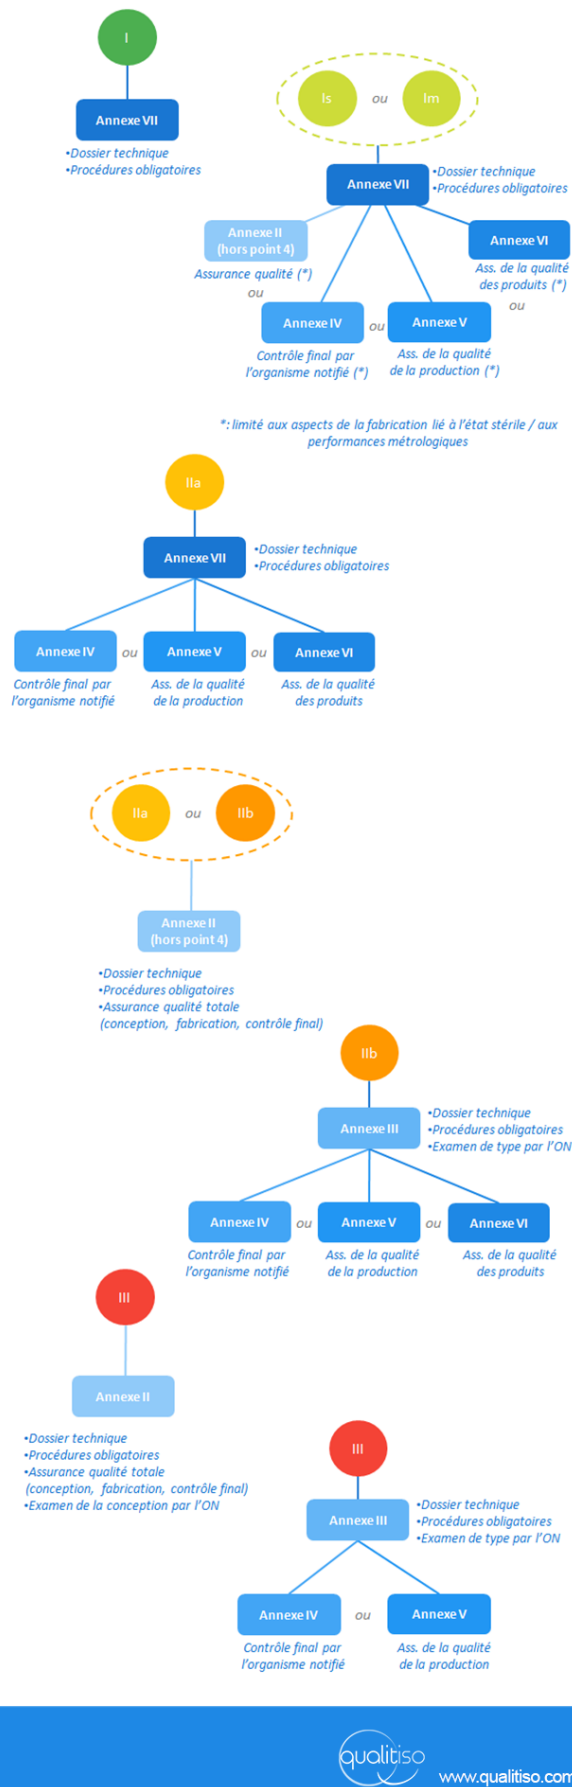 I
Annexe VII
•Dossier technique
•Procédures obligatoires
Is ou Im
Annexe VII
•Dossier technique
•Procédures obligatoires
Annexe II
(hors point 4)
Assurance qualité (*)
ou
Annexe VI
Ass. de la qualité
des produits (*)
ou
Annexe IV ou Annexe V
Contrôle final par
l'organisme notifié (*)
Ass. de la qualité
de la production (*)
*: limité aux aspects de la fabrication lié à l'état stérile / aux
performances métrologiques
IIa
Annexe VII
•Dossier technique
•Procédures obligatoires
Annexe IV ou Annexe V ou Annexe VI
Contrôle final par
l'organisme notifié
Ass. de la qualité
de la production
Ass. de la qualité
des produits
IIa ou IIb
Annexe II
(hors point 4)
•Dossier technique
•Procédures obligatoires
•Assurance qualité totale
(conception, fabrication, contrôle final)
IIb
Annexe III
•Dossier technique
•Procédures obligatoires
•Examen de type par l'ON
Annexe IV ou Annexe V ou Annexe VI
Contrôle final par
l'organisme notifié
Ass. de la qualité
de la production
Ass. de la qualité
des produits
III
Annexe II
•Dossier technique
•Procédures obligatoires
•Assurance qualité totale
(conception, fabrication, contrôle final)
•Examen de la conception par l'ON
III
Annexe III
•Dossier technique
•Procédures obligatoires
•Examen de type par l'ON
Annexe IV ou Annexe V
Contrôle final par
l'organisme notifié
Ass. de la qualité
de la production
qualitiso
www.qualitiso.com